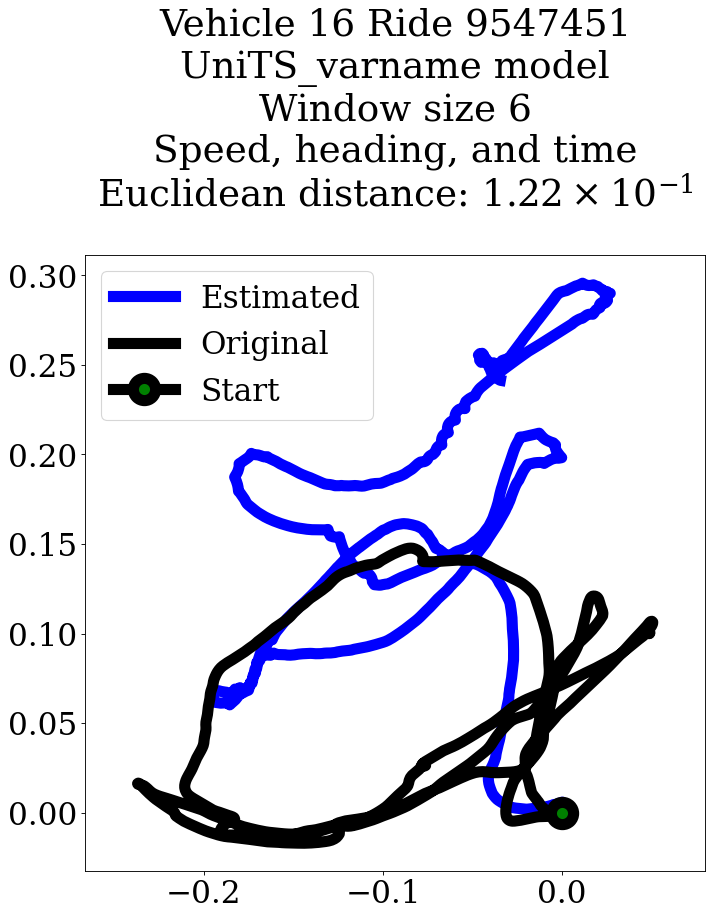 Vehicle 16 Ride 9547451
UniTS_varname model
Window size 6
Speed, heading, and time
Euclidean distance: 1.22 × 10⁻¹
Estimated
Original
Start
0.30
0.25
0.20
0.15
0.10
0.05
0.00
−0.2
−0.1
0.0